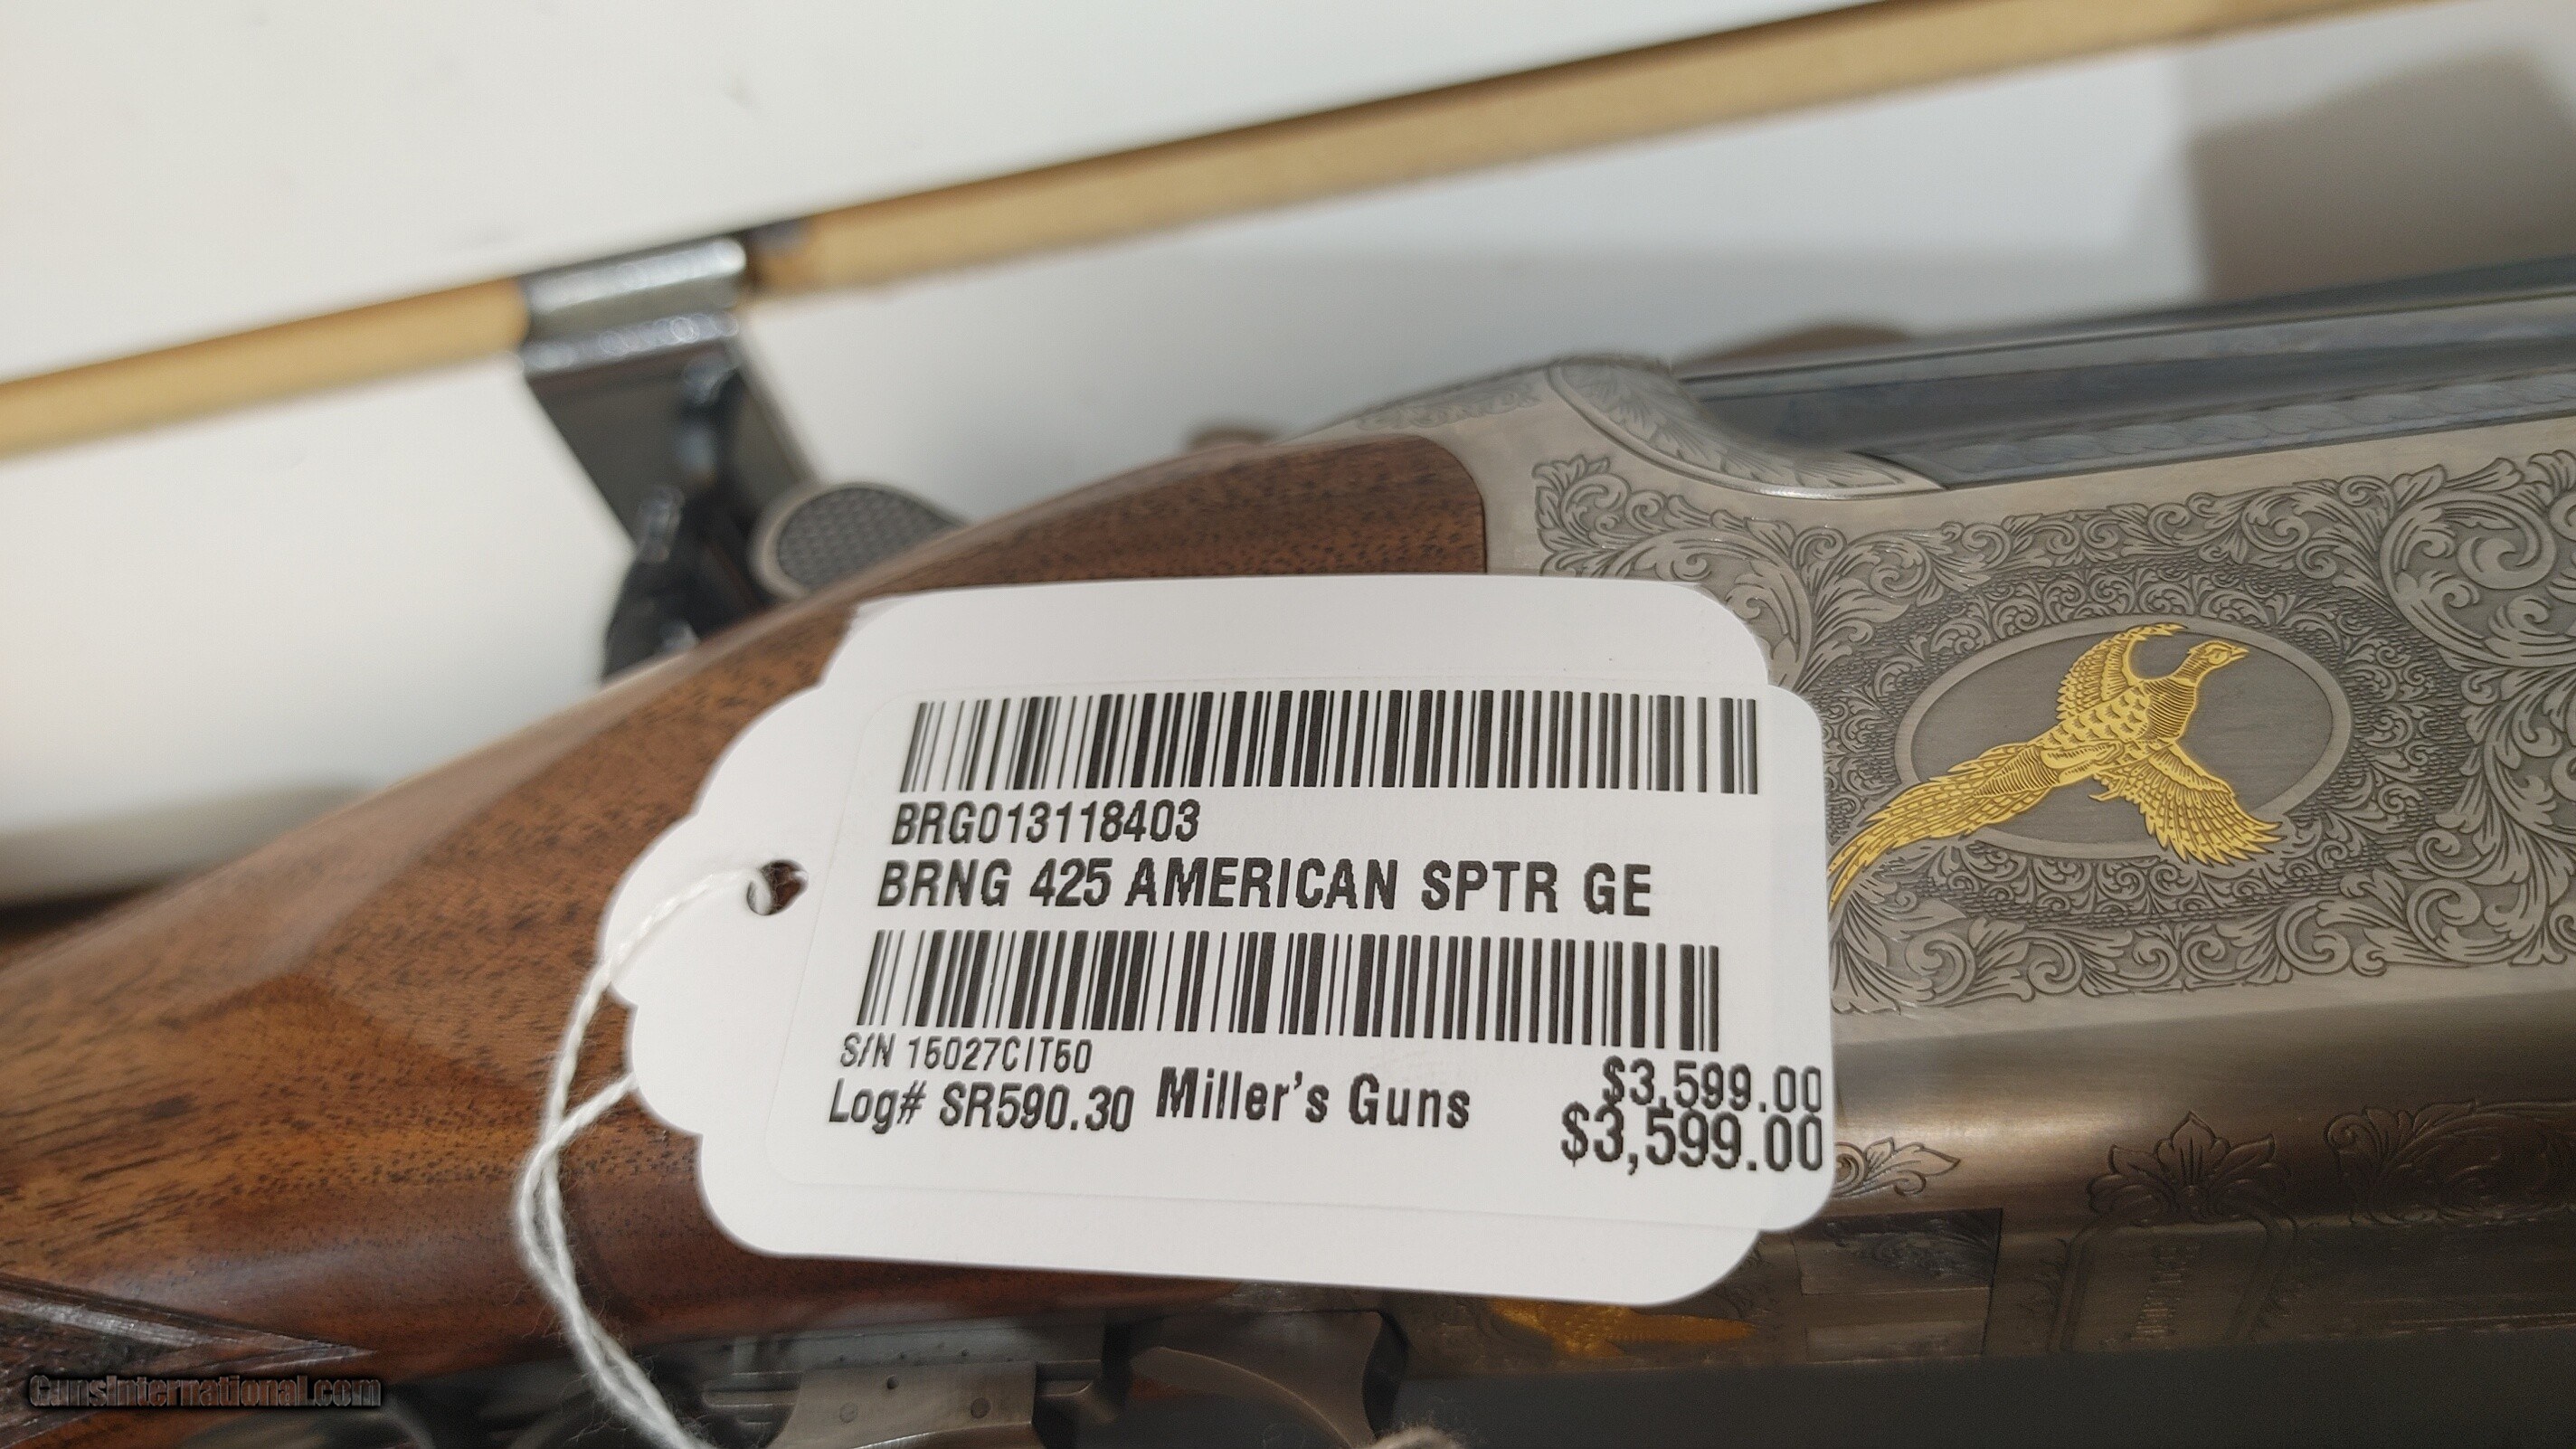 BRG013118403
BRNG 425 AMERICAN SPTR GE
S/N 15027CIT50
Log# SR590.30 Miller's Guns
$3,599.00
$3,599.00
GunsInternational.com